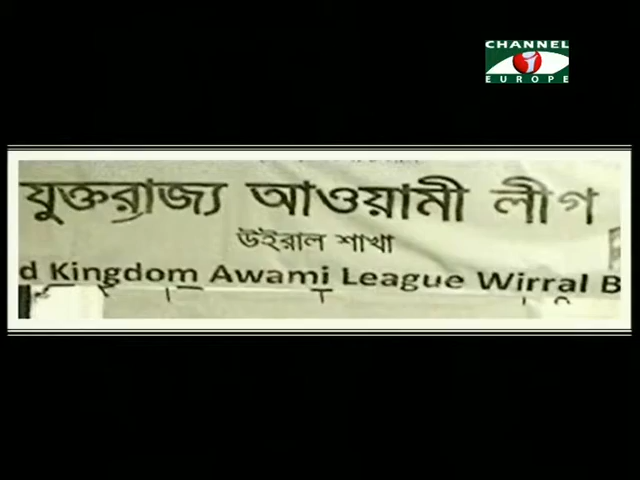 CHANNEL
i
EUROPE
যুক্তরাজ্য আওয়ামী লীগ
উইরাল শাখা
d Kingdom Awami League Wirral B